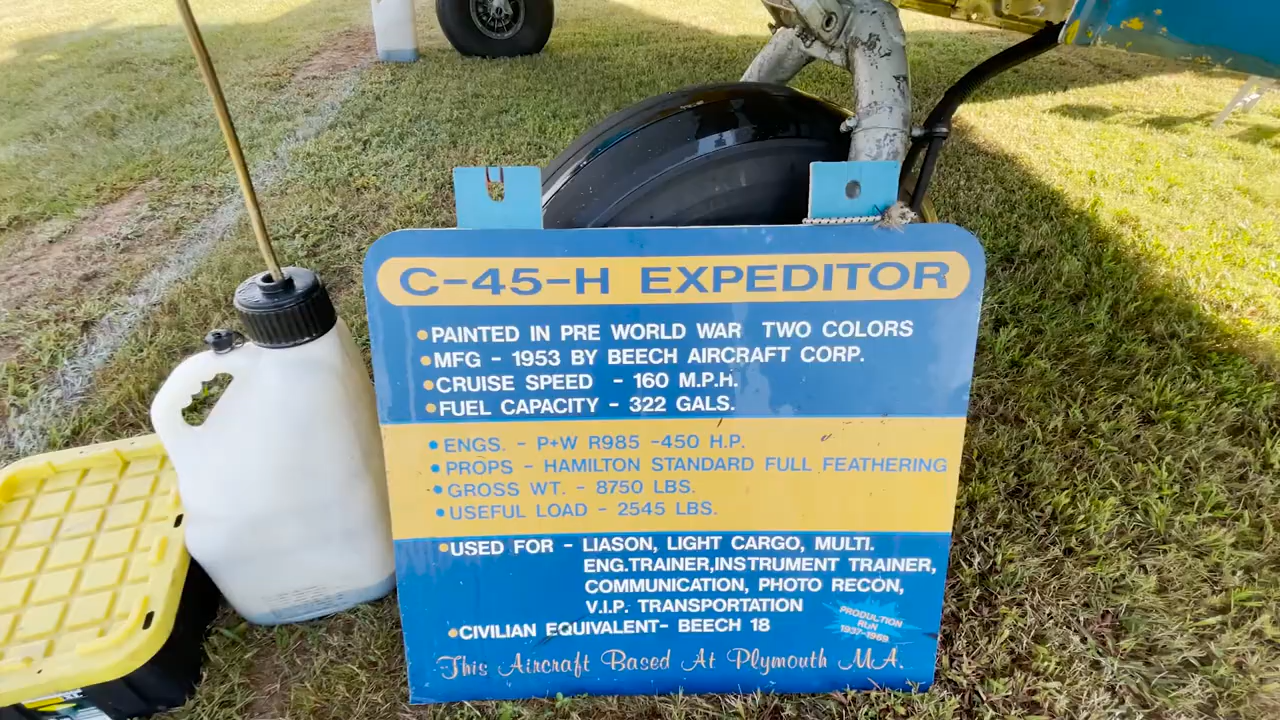 C-45-H EXPEDITOR
•PAINTED IN PRE WORLD WAR TWO COLORS
•MFG - 1953 BY BEECH AIRCRAFT CORP.
•CRUISE SPEED - 160 M.P.H.
•FUEL CAPACITY - 322 GALS.
•ENGS. - P+W R985 -450 H.P.
•PROPS - HAMILTON STANDARD FULL FEATHERING
•GROSS WT. - 8750 LBS.
•USEFUL LOAD - 2545 LBS.
•USED FOR - LIASON, LIGHT CARGO, MULTI.
ENG.TRAINER,INSTRUMENT TRAINER,
COMMUNICATION, PHOTO RECON,
V.I.P. TRANSPORTATION
•CIVILIAN EQUIVALENT- BEECH 18
PRODUCTION
RUN
1937-1969
This Aircraft Based At Plymouth MA.